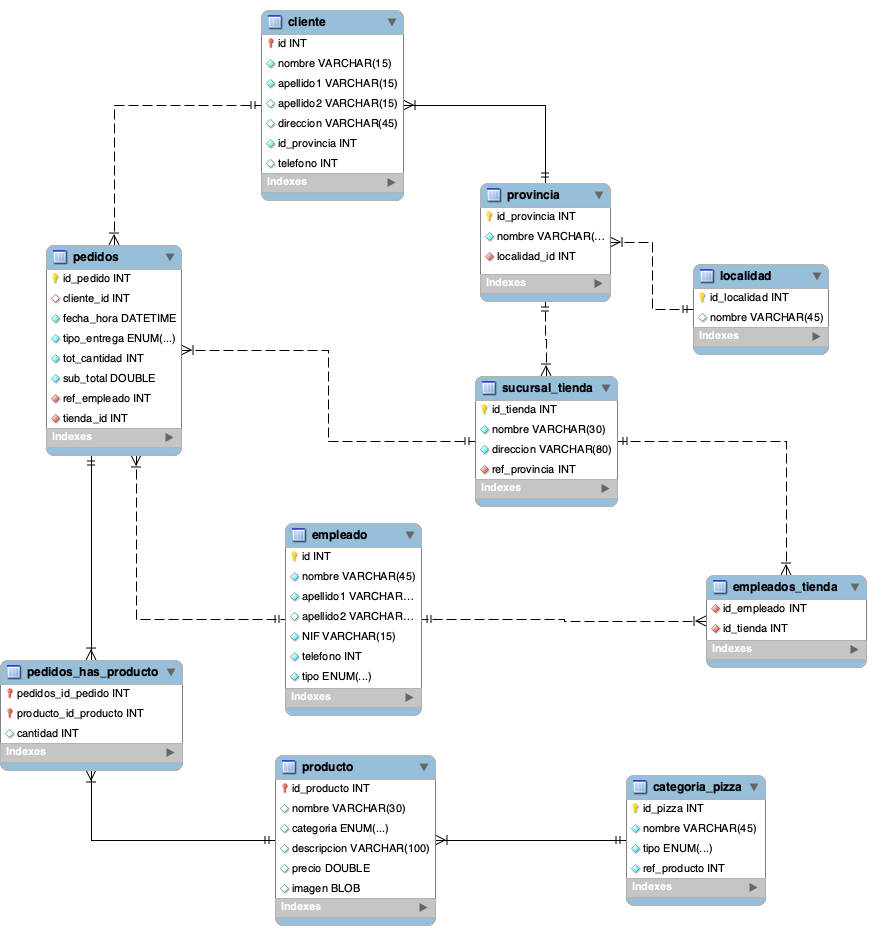 cliente
id INT
nombre VARCHAR(15)
apellido1 VARCHAR(15)
apellido2 VARCHAR(15)
direccion VARCHAR(45)
id_provincia INT
telefono INT
Indexes
provincia
id_provincia INT
nombre VARCHAR(...
localidad_id INT
Indexes
pedidos
id_pedido INT
cliente_id INT
fecha_hora DATETIME
tipo_entrega ENUM(...)
tot_cantidad INT
sub_total DOUBLE
ref_empleado INT
tienda_id INT
Indexes
localidad
id_localidad INT
nombre VARCHAR(45)
Indexes
sucursal_tienda
id_tienda INT
nombre VARCHAR(30)
direccion VARCHAR(80)
ref_provincia INT
Indexes
empleado
id INT
nombre VARCHAR(45)
apellido1 VARCHAR...
apellido2 VARCHAR...
NIF VARCHAR(15)
telefono INT
tipo ENUM(...)
Indexes
empleados_tienda
id_empleado INT
id_tienda INT
Indexes
pedidos_has_producto
pedidos_id_pedido INT
producto_id_producto INT
cantidad INT
Indexes
producto
id_producto INT
nombre VARCHAR(30)
categoria ENUM(...)
descripcion VARCHAR(100)
precio DOUBLE
imagen BLOB
Indexes
categoria_pizza
id_pizza INT
nombre VARCHAR(45)
tipo ENUM(...)
ref_producto INT
Indexes